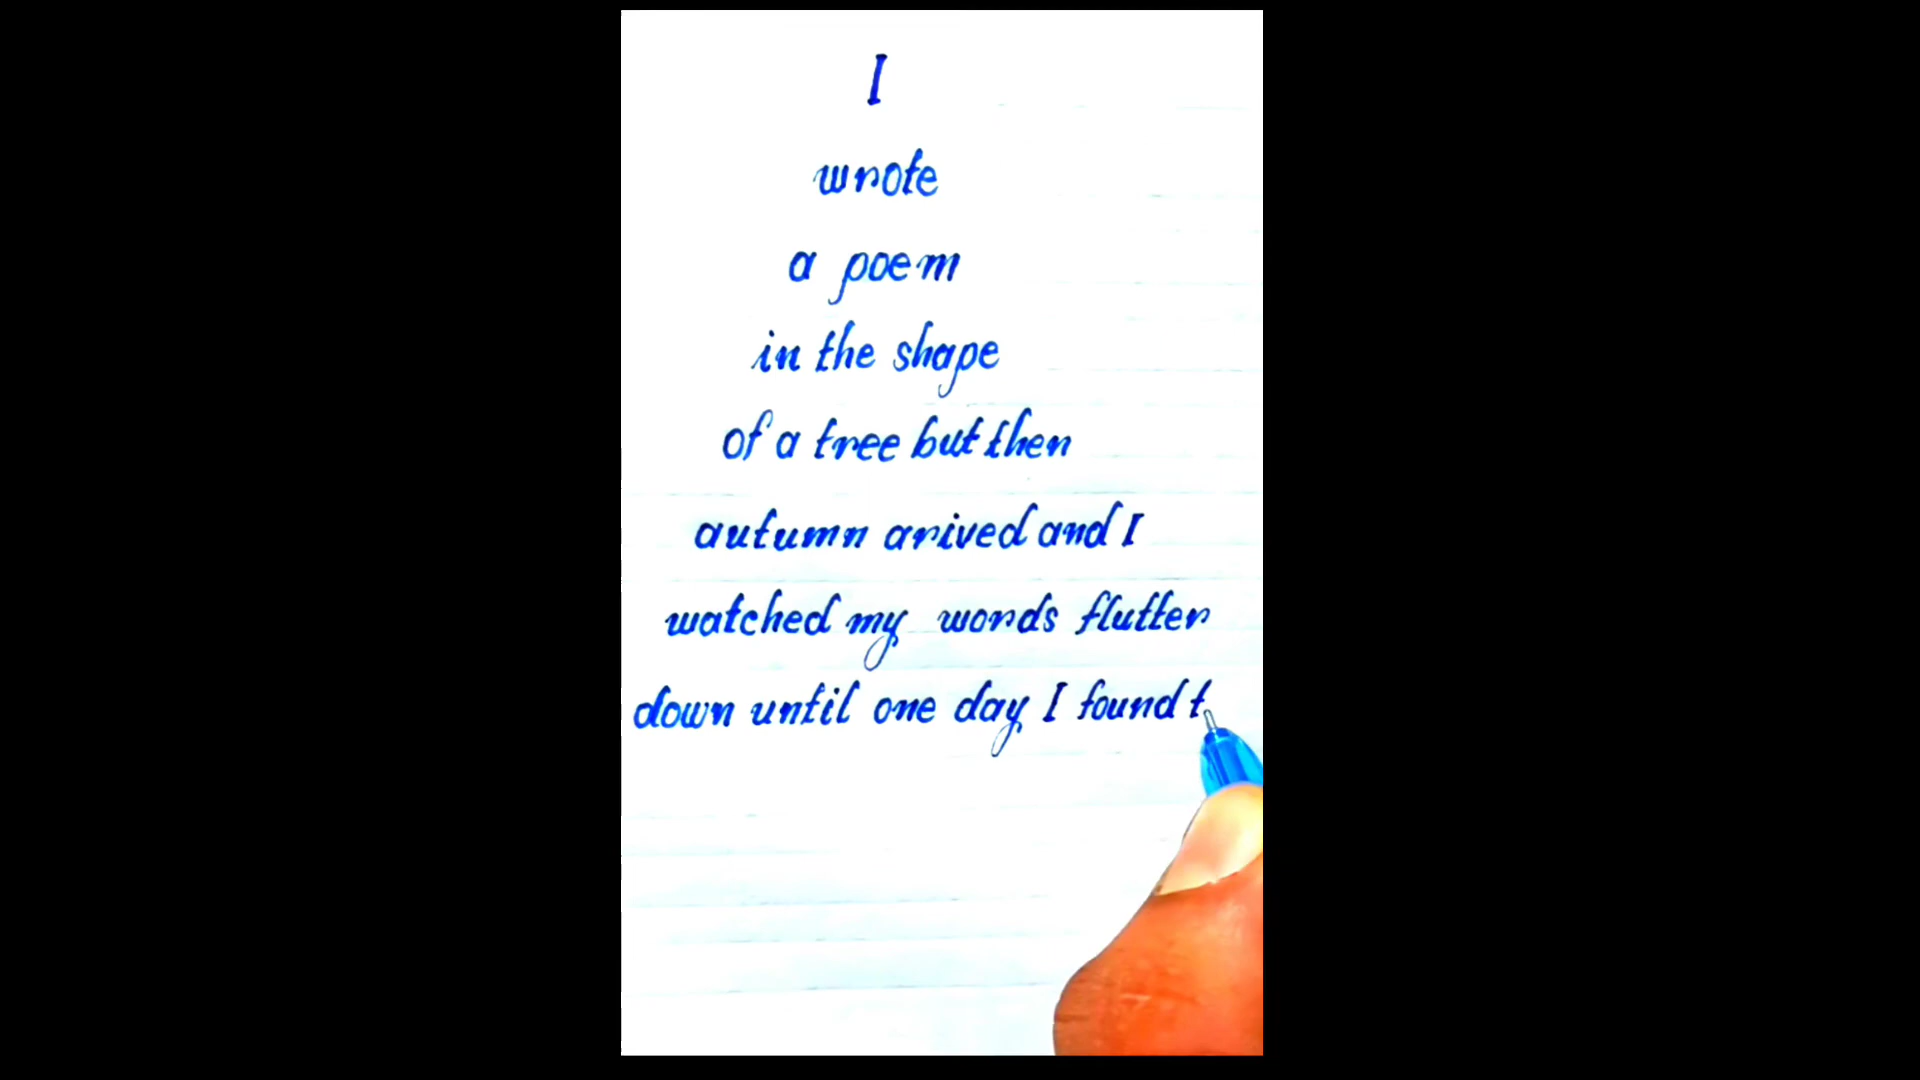 I
wrote
a poem
in the shape
of a tree but then
autumn arived and I
watched my words flutter
down until one day I found t